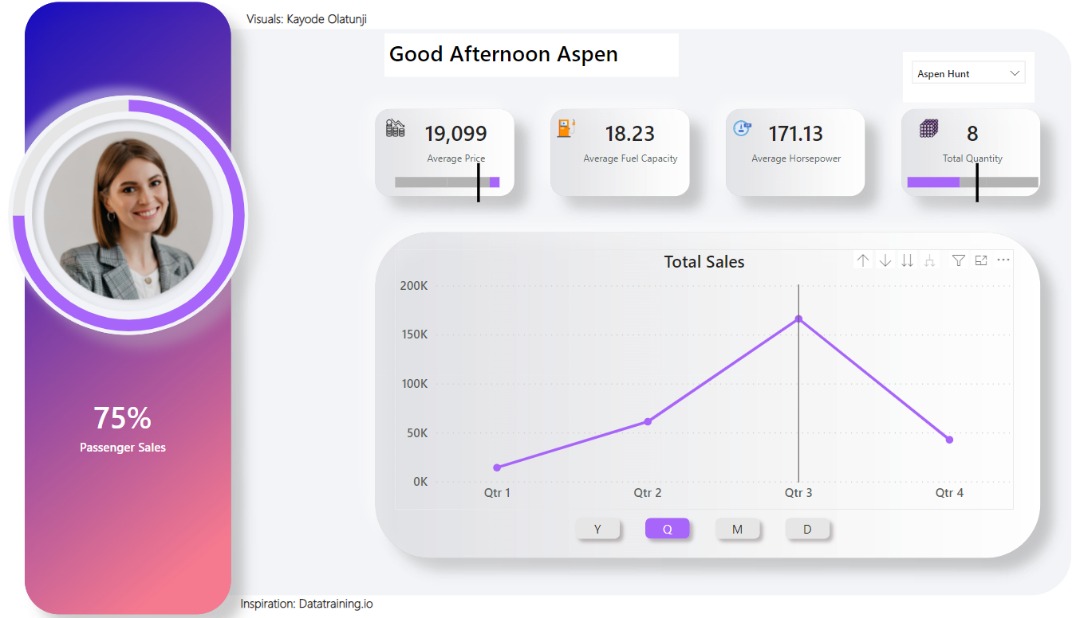 Visuals: Kayode Olatunji
Good Afternoon Aspen
Aspen Hunt
19,099
Average Price
18.23
Average Fuel Capacity
171.13
Average Horsepower
8
Total Quantity
75%
Passenger Sales
Total Sales
200K
150K
100K
50K
0K
Qtr 1 Qtr 2 Qtr 3 Qtr 4
Y Q M D
Inspiration: Datatraining.io